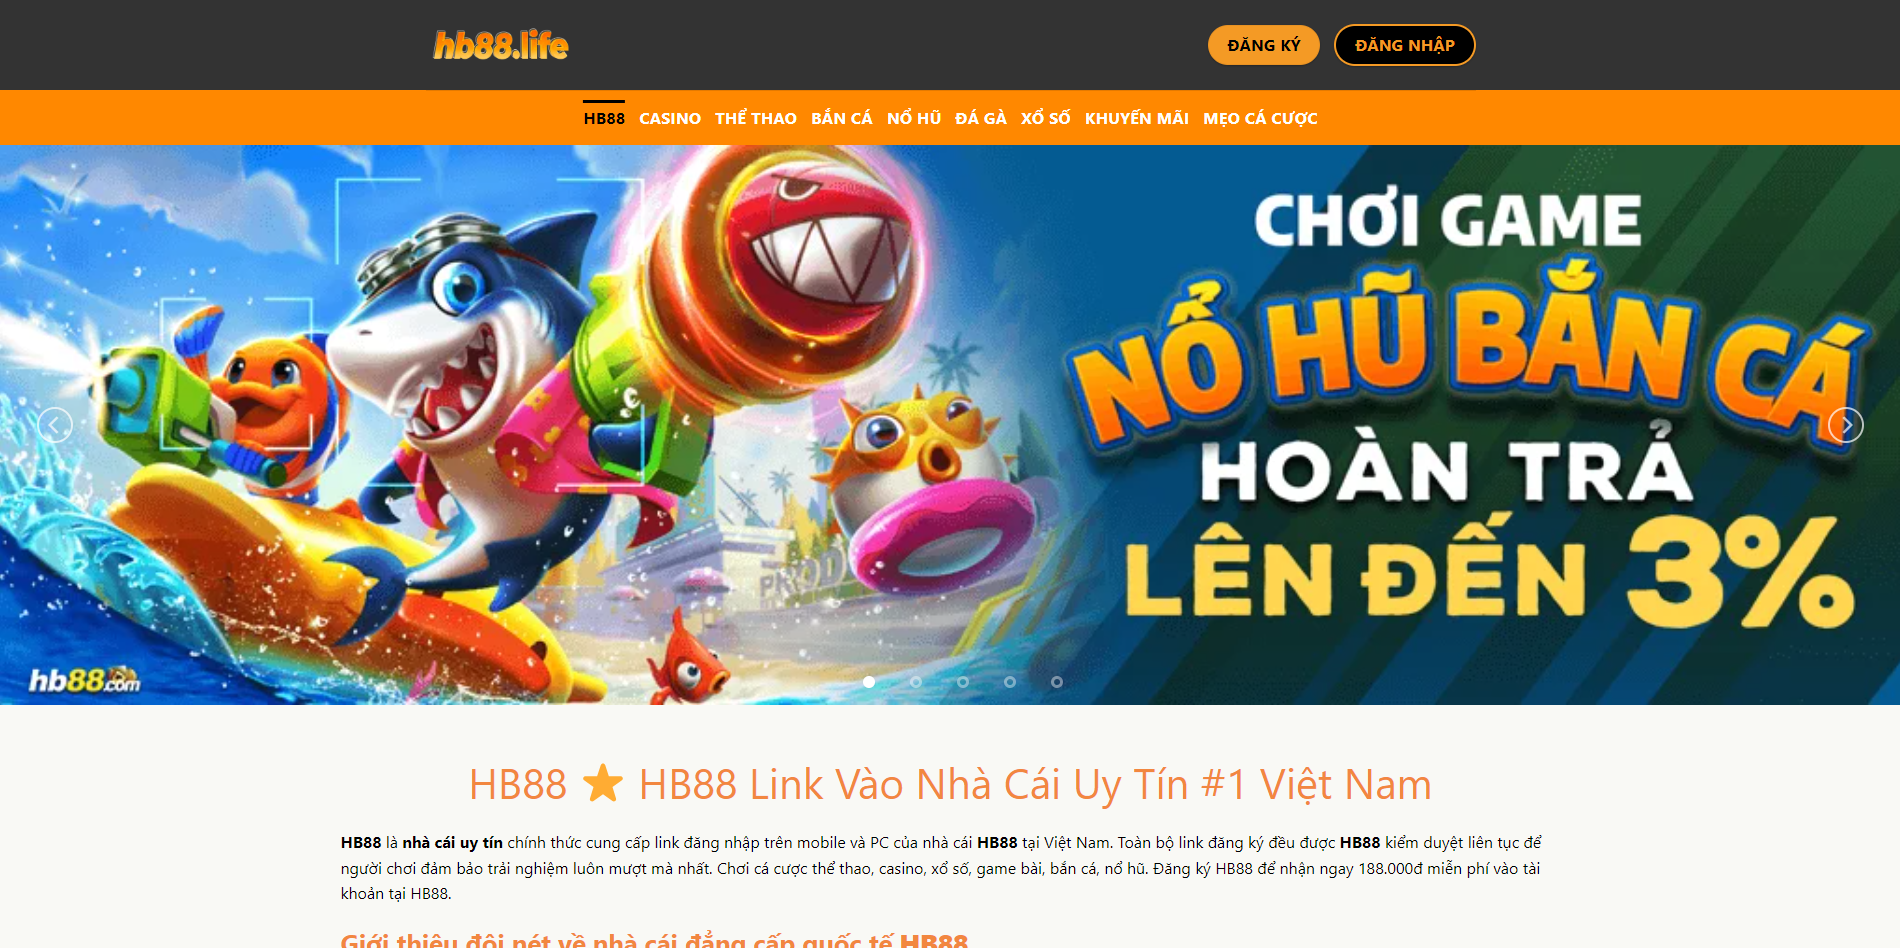 hb88.life
ĐĂNG KÝ
ĐĂNG NHẬP
HB88 CASINO THỂ THAO BẮN CÁ NỔ HŨ ĐÁ GÀ XỔ SỐ KHUYẾN MÃI MẸO CÁ CƯỢC
CHƠI GAME
NỔ HŨ BẮN CÁ
HOÀN TRẢ
LÊN ĐẾN 3%
hb88.com
HB88 ⭐ HB88 Link Vào Nhà Cái Uy Tín #1 Việt Nam
HB88 là nhà cái uy tín chính thức cung cấp link đăng nhập trên mobile và PC của nhà cái HB88 tại Việt Nam. Toàn bộ link đăng ký đều được HB88 kiểm duyệt liên tục để
người chơi đảm bảo trải nghiệm luôn mượt mà nhất. Chơi cá cược thể thao, casino, xổ số, game bài, bắn cá, nổ hũ. Đăng ký HB88 để nhận ngay 188.000đ miễn phí vào tài
khoản tại HB88.
Giới thiệu đôi nét về nhà cái đẳng cấp quốc tế HB88